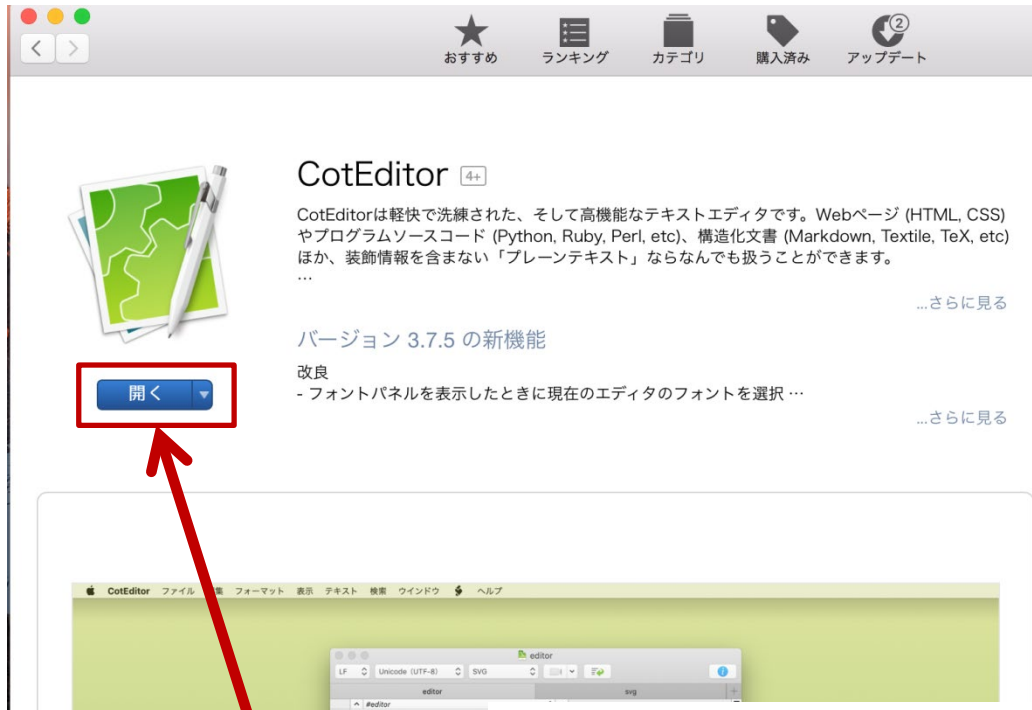 2
おすすめ ランキング カテゴリ 購入済み アップデート
CotEditor 4+
CotEditorは軽快で洗練された、そして高機能なテキストエディタです。Webページ (HTML, CSS)
やプログラムソースコード (Python, Ruby, Perl, etc)、構造化文書 (Markdown, Textile, TeX, etc)
ほか、装飾情報を含まない「プレーンテキスト」ならなんでも扱うことができます。
…
...さらに見る
バージョン 3.7.5 の新機能
改良
- フォントパネルを表示したときに現在のエディタのフォントを選択 …
...さらに見る
開く
CotEditor ファイル 集 フォーマット 表示 テキスト 検索 ウインドウ ヘルプ
editor
LF Unicode (UTF-8) SVG
editor svg
#editor